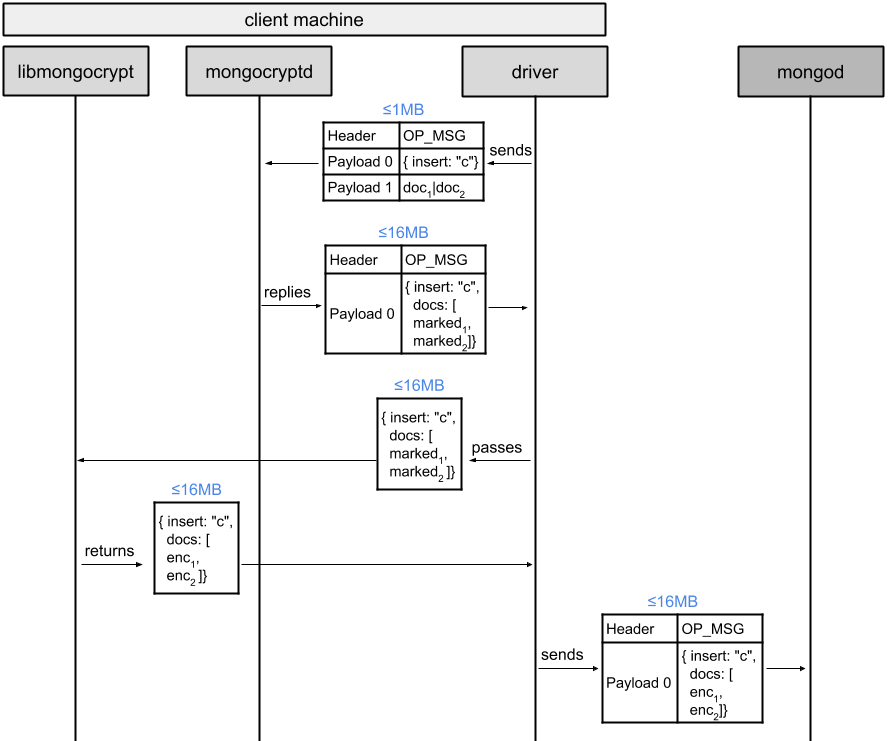 client machine
libmongocrypt
mongocryptd
driver
mongod
≤1MB
Header OP_MSG
Payload 0 { insert: "c"}
Payload 1 doc1|doc2
sends
≤16MB
Header OP_MSG
Payload 0 { insert: "c",
docs: [
marked1,
marked2]}
replies
≤16MB
{ insert: "c",
docs: [
marked1,
marked2 ]}
passes
≤16MB
{ insert: "c",
docs: [
enc1,
enc2 ]}
returns
≤16MB
Header OP_MSG
Payload 0 { insert: "c",
docs: [
enc1,
enc2]}
sends